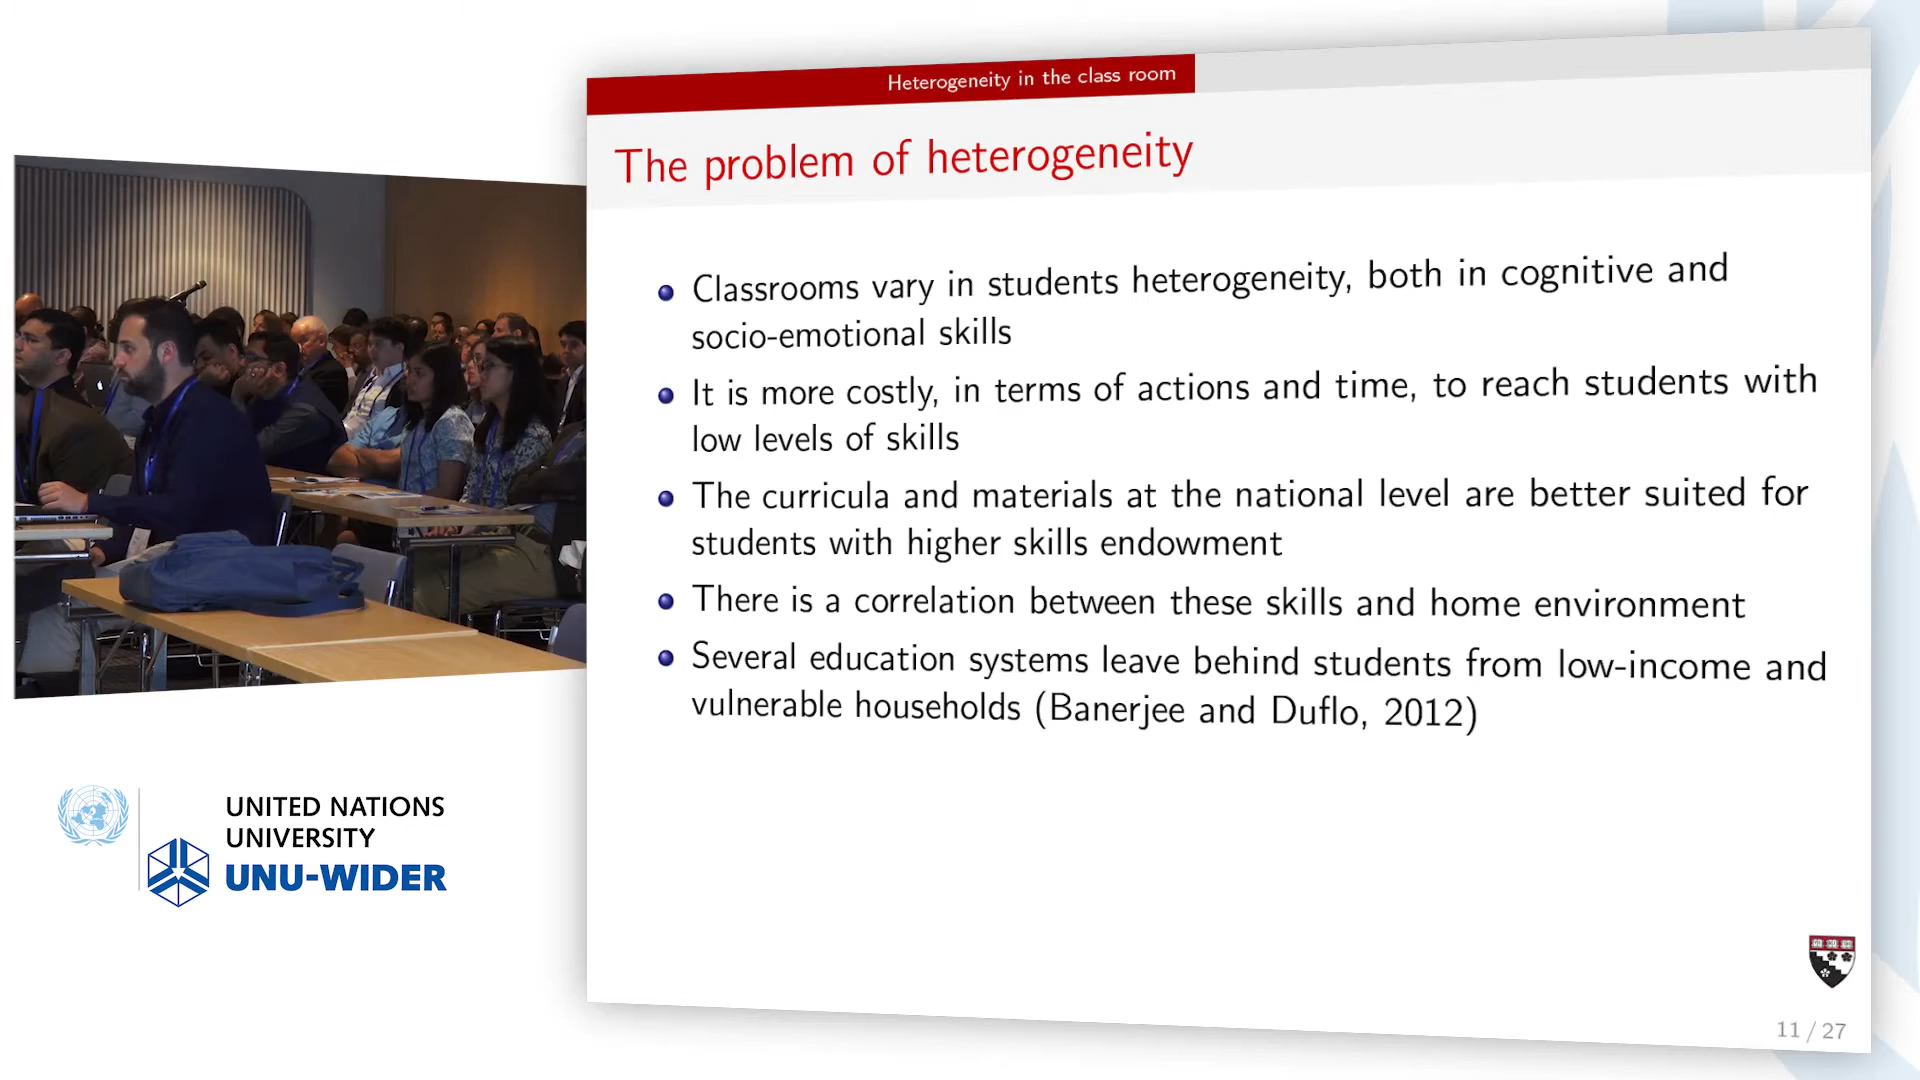 Heterogeneity in the class room
The problem of heterogeneity
Classrooms vary in students heterogeneity, both in cognitive and
socio-emotional skills
It is more costly, in terms of actions and time, to reach students with
low levels of skills
The curricula and materials at the national level are better suited for
students with higher skills endowment
There is a correlation between these skills and home environment
Several education systems leave behind students from low-income and
vulnerable households (Banerjee and Duflo, 2012)
UNITED NATIONS
UNIVERSITY
UNU-WIDER
11 / 27